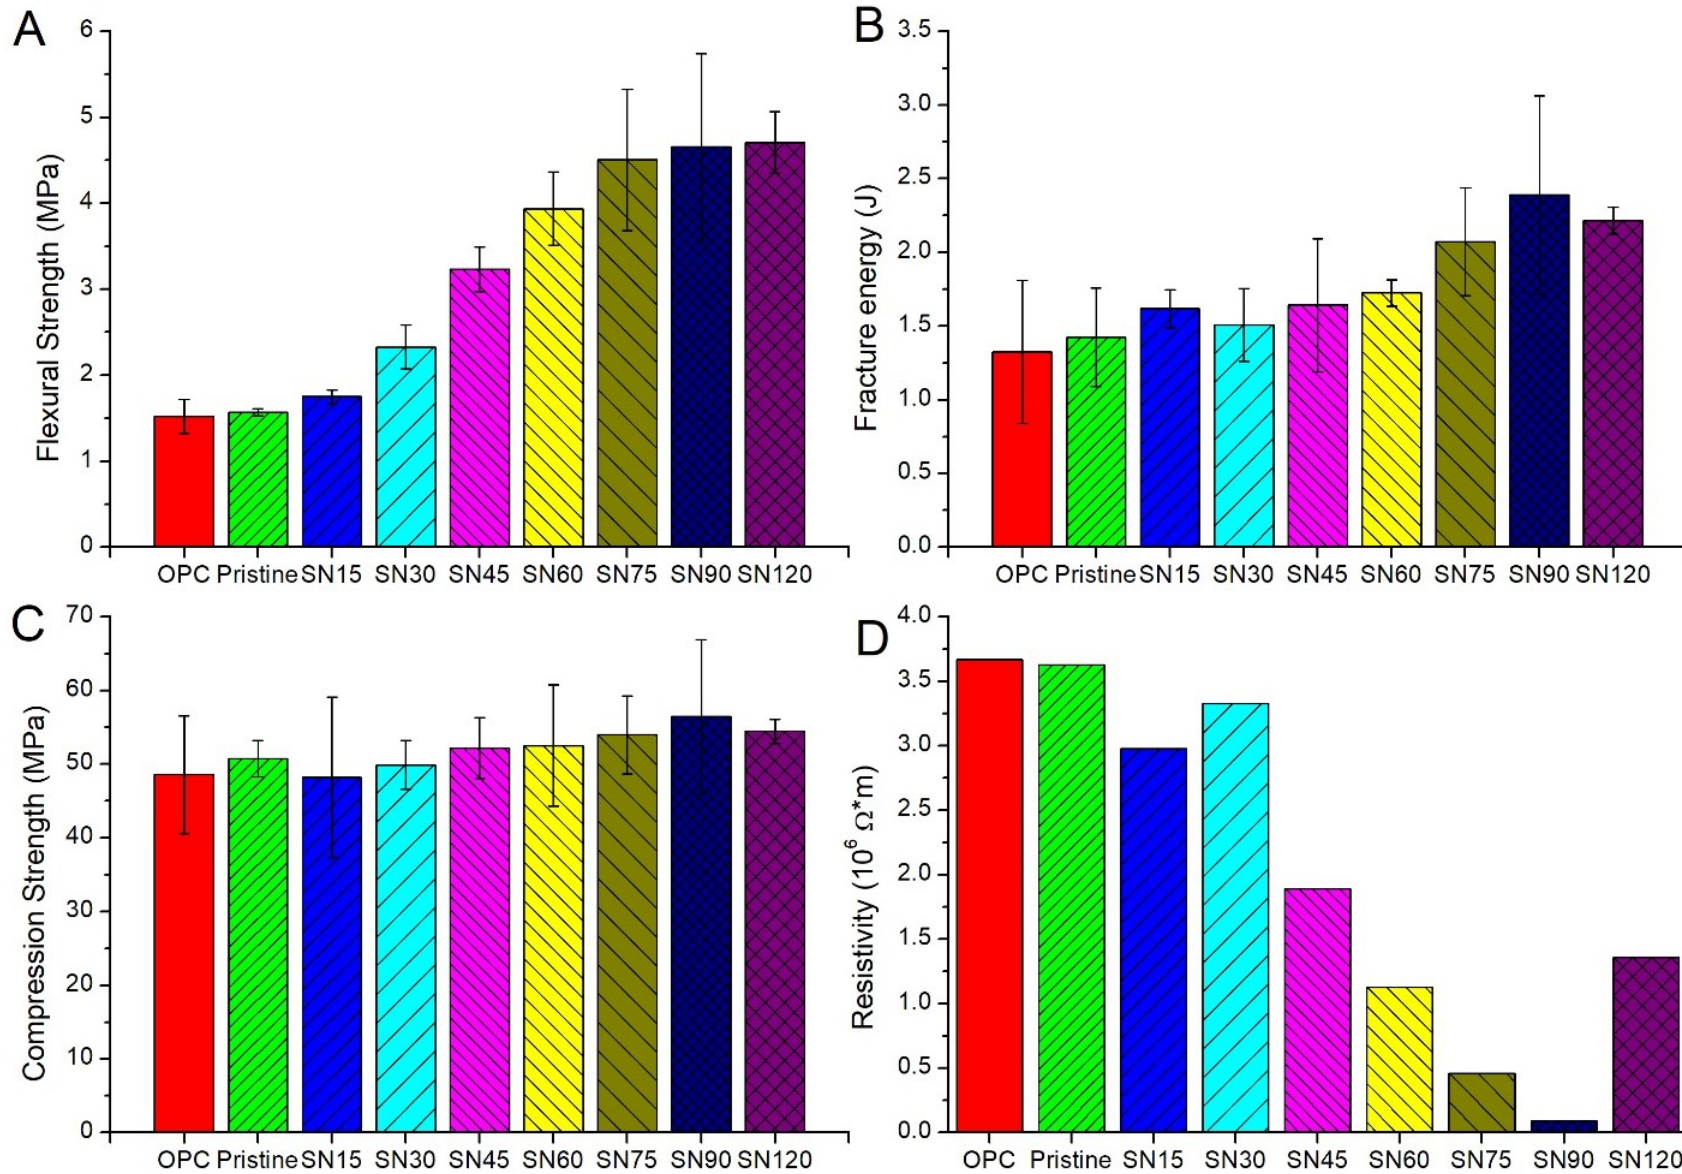 A
Flexural Strength (MPa)
6
5
4
3
2
1
0
OPC Pristine SN15 SN30 SN45 SN60 SN75 SN90 SN120
B
Fracture energy (J)
3.5
3.0
2.5
2.0
1.5
1.0
0.5
0.0
OPC Pristine SN15 SN30 SN45 SN60 SN75 SN90 SN120
C
Compression Strength (MPa)
70
60
50
40
30
20
10
0
OPC Pristine SN15 SN30 SN45 SN60 SN75 SN90 SN120
D
Resistivity (10⁶ Ω*m)
4.0
3.5
3.0
2.5
2.0
1.5
1.0
0.5
0.0
OPC Pristine SN15 SN30 SN45 SN60 SN75 SN90 SN120